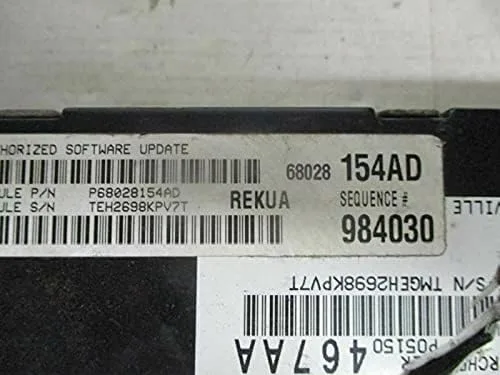 HORIZED SOFTWARE UPDATE
68028 154AD
ULE P/N P68028154AD
ULE S/N TEH2698KPV7T
REKUA
SEQUENCE #
984030
VILLE
S/N TMGEH2698KPV7T
P05150
467AA